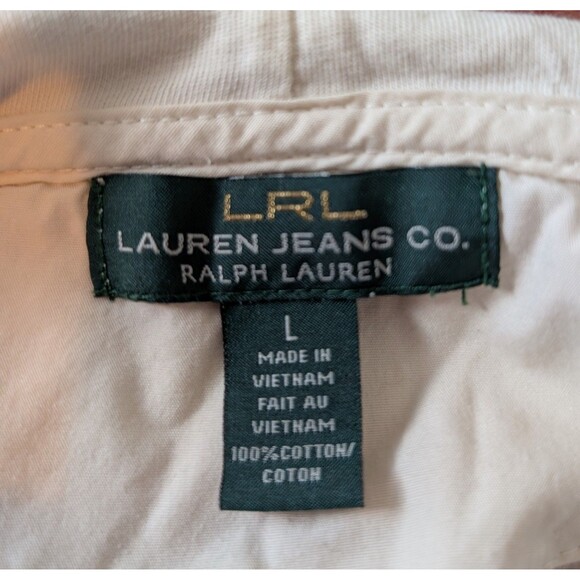 LRL
LAUREN JEANS CO.
RALPH LAUREN
L
MADE IN
VIETNAM
FAIT AU
VIETNAM
100%COTTON/
COTON